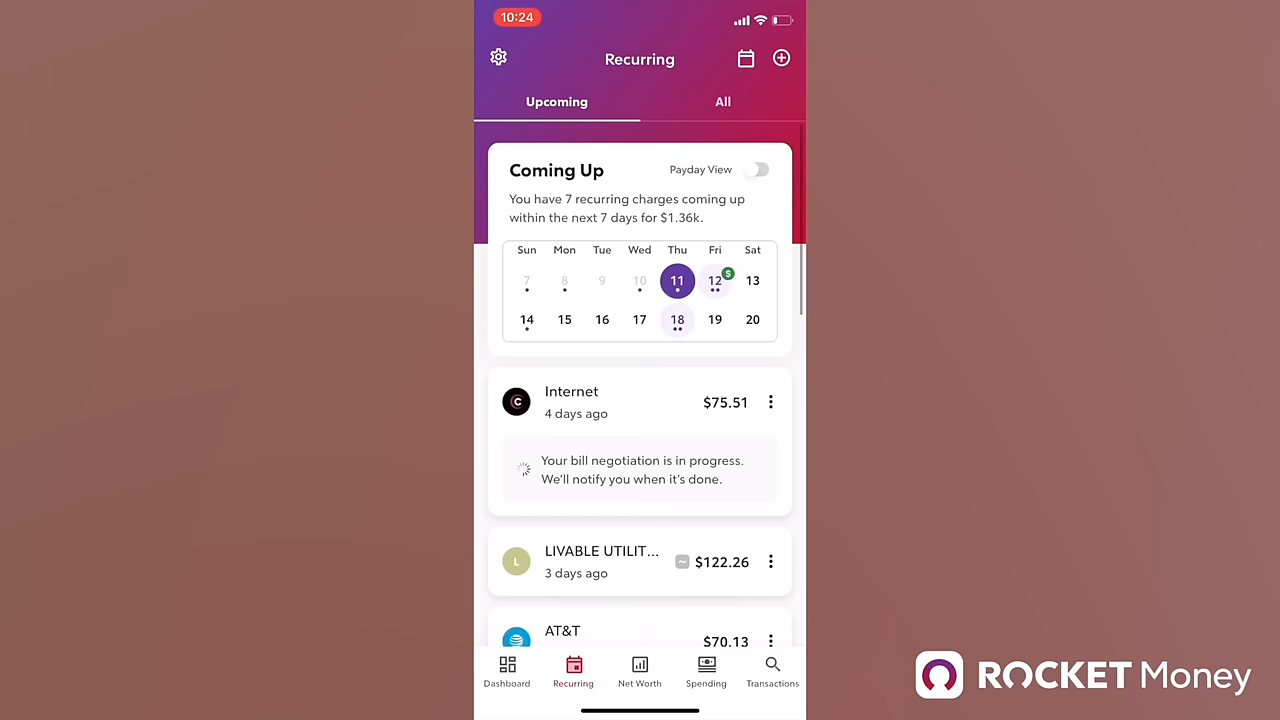 10:24
Recurring
Upcoming
All
Coming Up
Payday View
You have 7 recurring charges coming up
within the next 7 days for $1.36k.
Sun Mon Tue Wed Thu Fri Sat
7 8 9 10 11 12 $ 13
14 15 16 17 18 19 20
C
Internet
$75.51
4 days ago
Your bill negotiation is in progress.
We'll notify you when it's done.
L
LIVABLE UTILIT...
~ $122.26
3 days ago
AT&T
$70.13
Dashboard Recurring Net Worth Spending Transactions
ROCKET Money